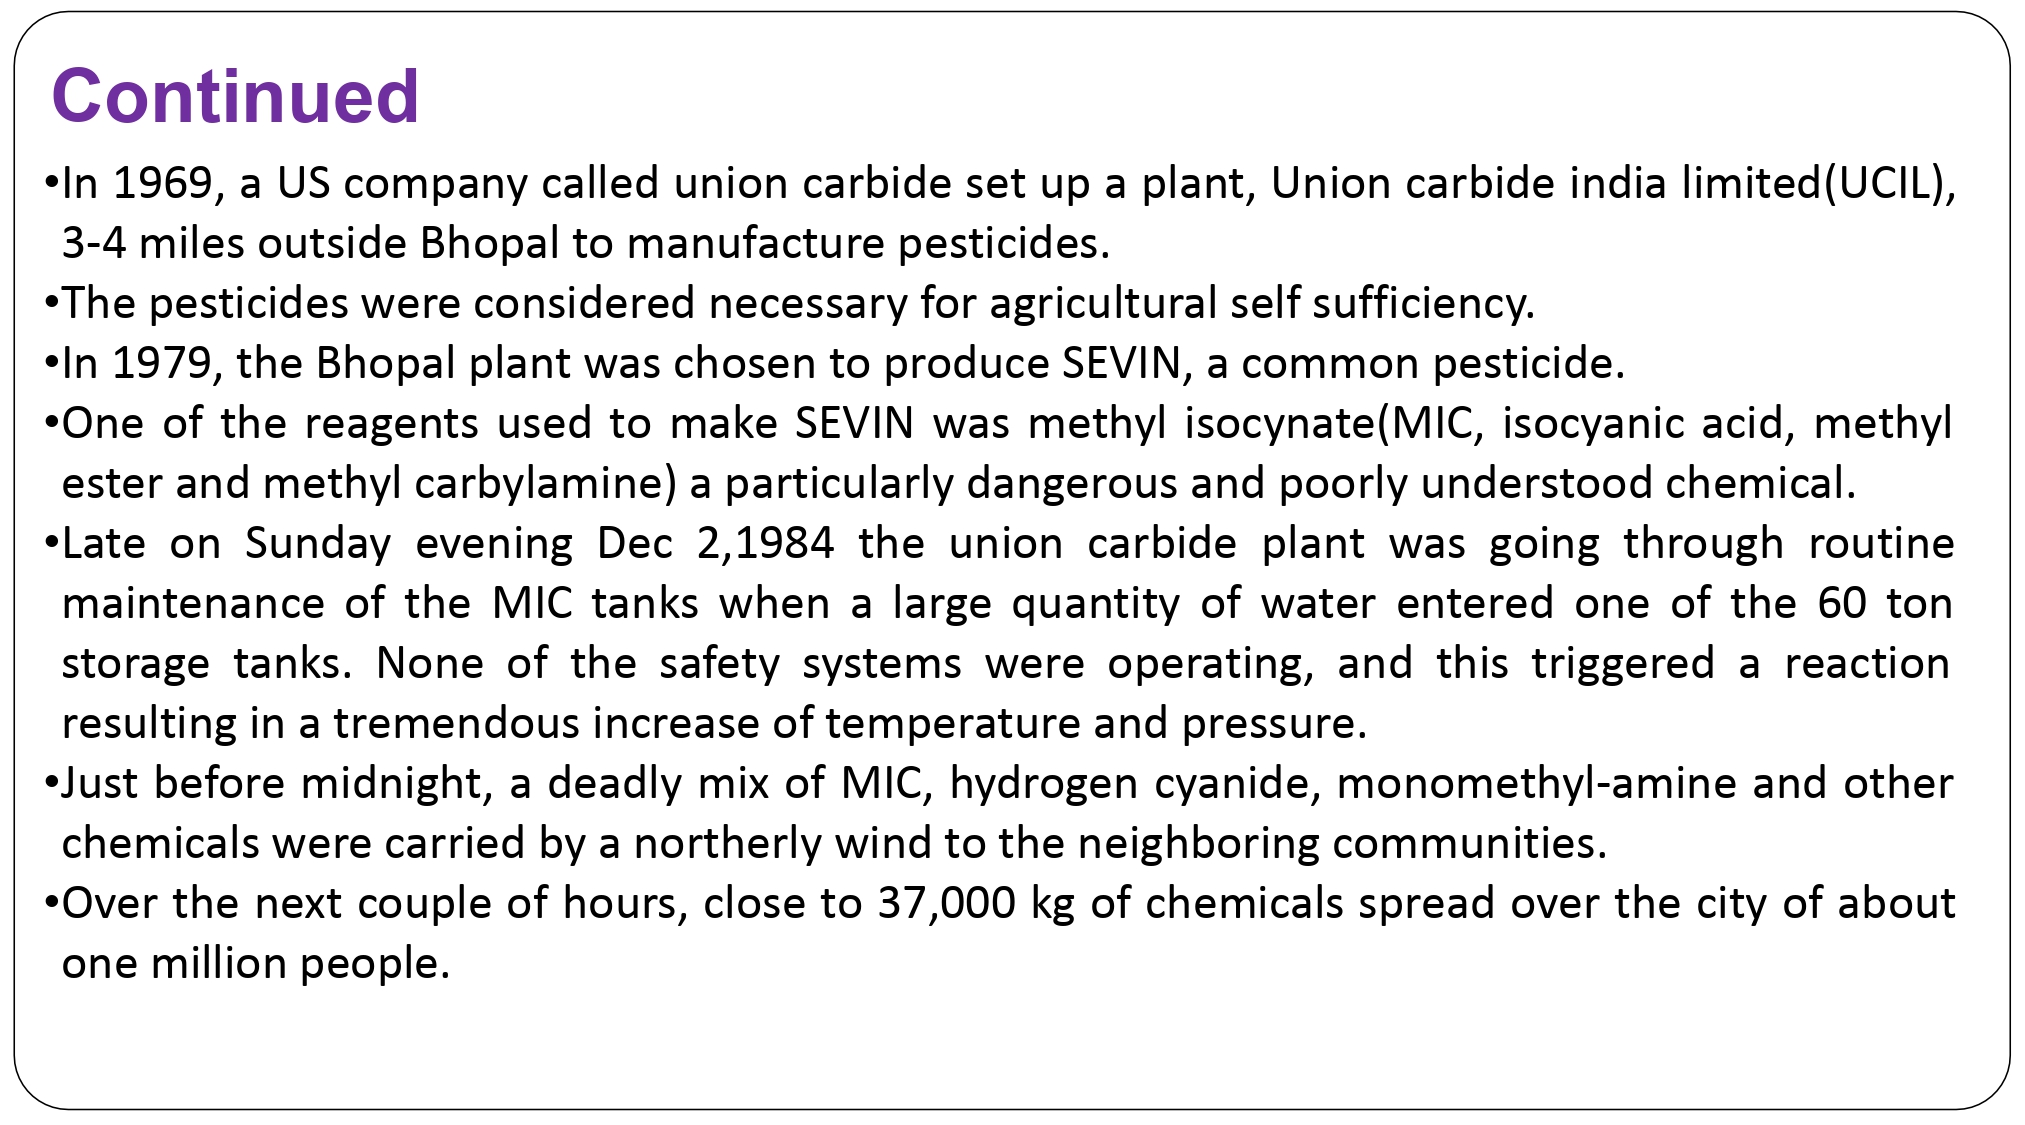 Continued
•In 1969, a US company called union carbide set up a plant, Union carbide india limited(UCIL),
3-4 miles outside Bhopal to manufacture pesticides.
•The pesticides were considered necessary for agricultural self sufficiency.
•In 1979, the Bhopal plant was chosen to produce SEVIN, a common pesticide.
•One of the reagents used to make SEVIN was methyl isocynate(MIC, isocyanic acid, methyl
ester and methyl carbylamine) a particularly dangerous and poorly understood chemical.
•Late on Sunday evening Dec 2,1984 the union carbide plant was going through routine
maintenance of the MIC tanks when a large quantity of water entered one of the 60 ton
storage tanks. None of the safety systems were operating, and this triggered a reaction
resulting in a tremendous increase of temperature and pressure.
•Just before midnight, a deadly mix of MIC, hydrogen cyanide, monomethyl-amine and other
chemicals were carried by a northerly wind to the neighboring communities.
•Over the next couple of hours, close to 37,000 kg of chemicals spread over the city of about
one million people.